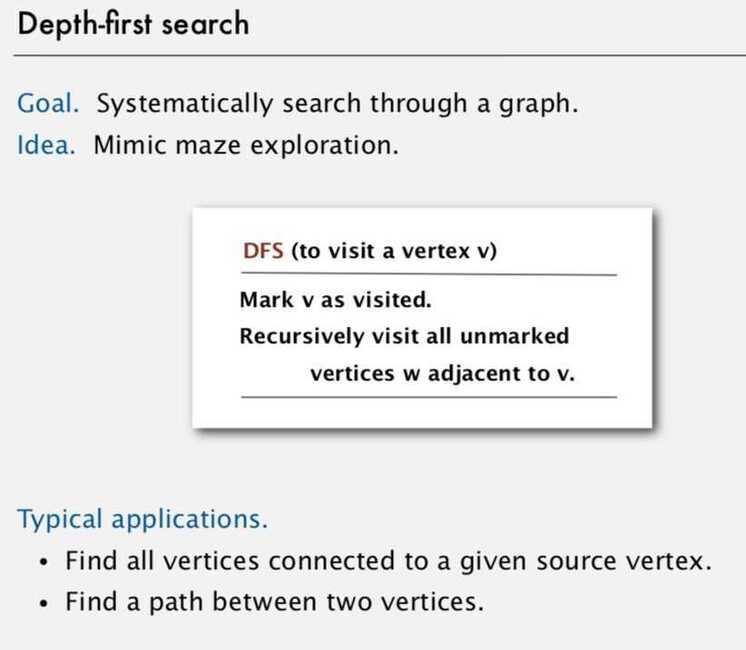 Depth-first search
Goal. Systematically search through a graph.
Idea. Mimic maze exploration.
DFS (to visit a vertex v)
Mark v as visited.
Recursively visit all unmarked
vertices w adjacent to v.
Typical applications.
• Find all vertices connected to a given source vertex.
• Find a path between two vertices.